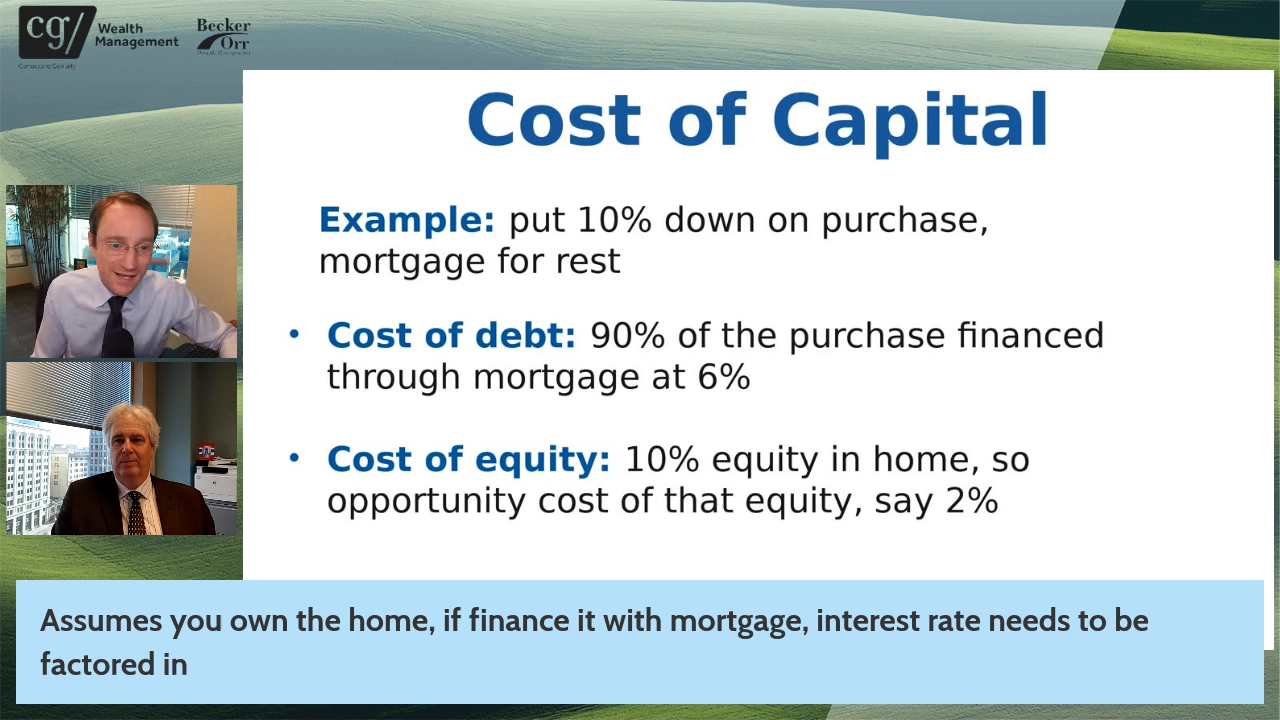 cg/ Wealth
Management
Canaccord Genuity
Becker
Orr
Cost of Capital
Example: put 10% down on purchase,
mortgage for rest
• Cost of debt: 90% of the purchase financed
through mortgage at 6%
• Cost of equity: 10% equity in home, so
opportunity cost of that equity, say 2%
Assumes you own the home, if finance it with mortgage, interest rate needs to be
factored in